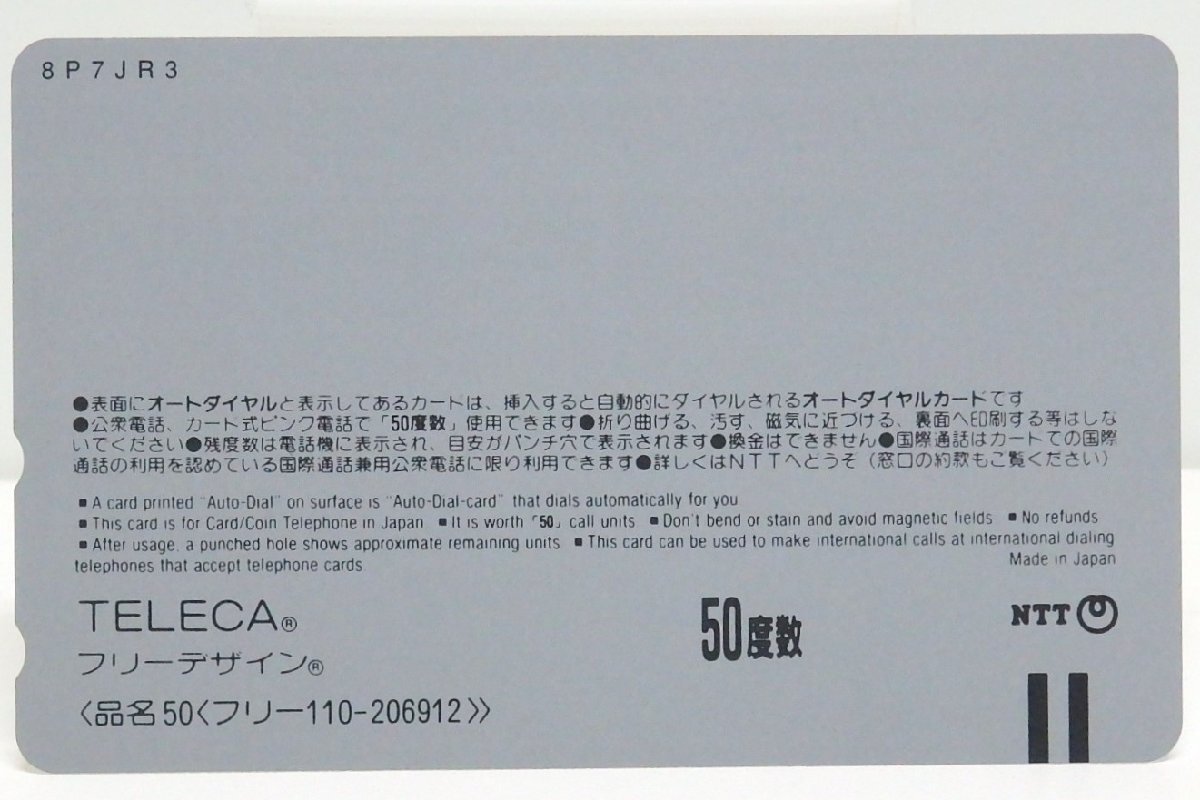 8P7JR3
●表面にオートダイヤルと表示してあるカードは、挿入すると自動的にダイヤルされるオートダイヤルカードです
●公衆電話、カード式ピンク電話で「50度数」使用できます●折り曲げる、汚す、磁気に近づける、裏面へ印刷する等はしな
いでください●残度数は電話機に表示され、目安がパンチ穴で表示されます●換金はできません●国際通話はカードでの国際
通話の利用を認めている国際通話兼用公衆電話に限り利用できます●詳しくはNTTへどうぞ（窓口の約款もご覧ください）
■ A card printed "Auto-Dial" on surface is "Auto-Dial-card" that dials automatically for you
■ This card is for Card/Coin Telephone in Japan ■ It is worth「50」call units ■ Don't bend or stain and avoid magnetic fields ■ No refunds
■ After usage, a punched hole shows approximate remaining units ■ This card can be used to make international calls at international dialing
telephones that accept telephone cards
Made in Japan
TELECA®
50度数
NTT
フリーデザイン®
〈品名50〈フリー110-206912〉〉